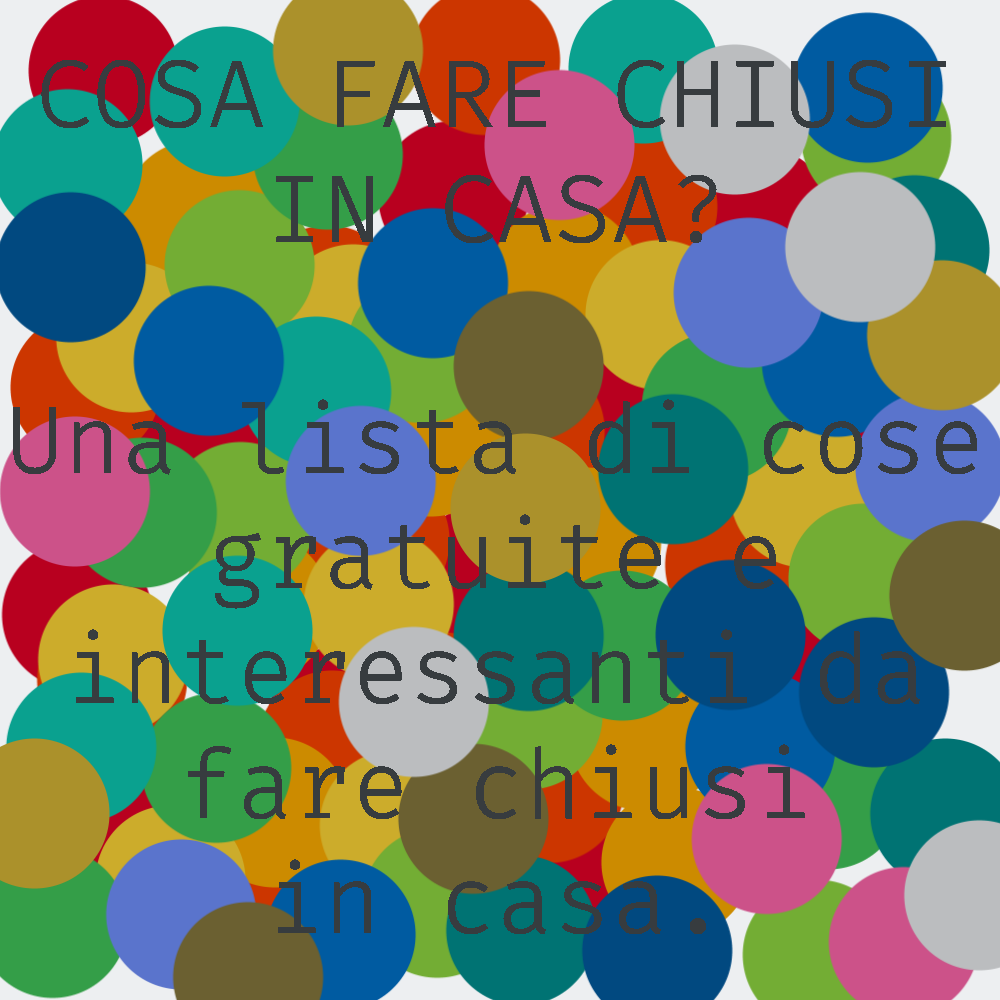 COSA FARE CHIUSI
IN CASA?
Una lista di cose
gratuite e
interessanti da
fare chiusi
in casa.